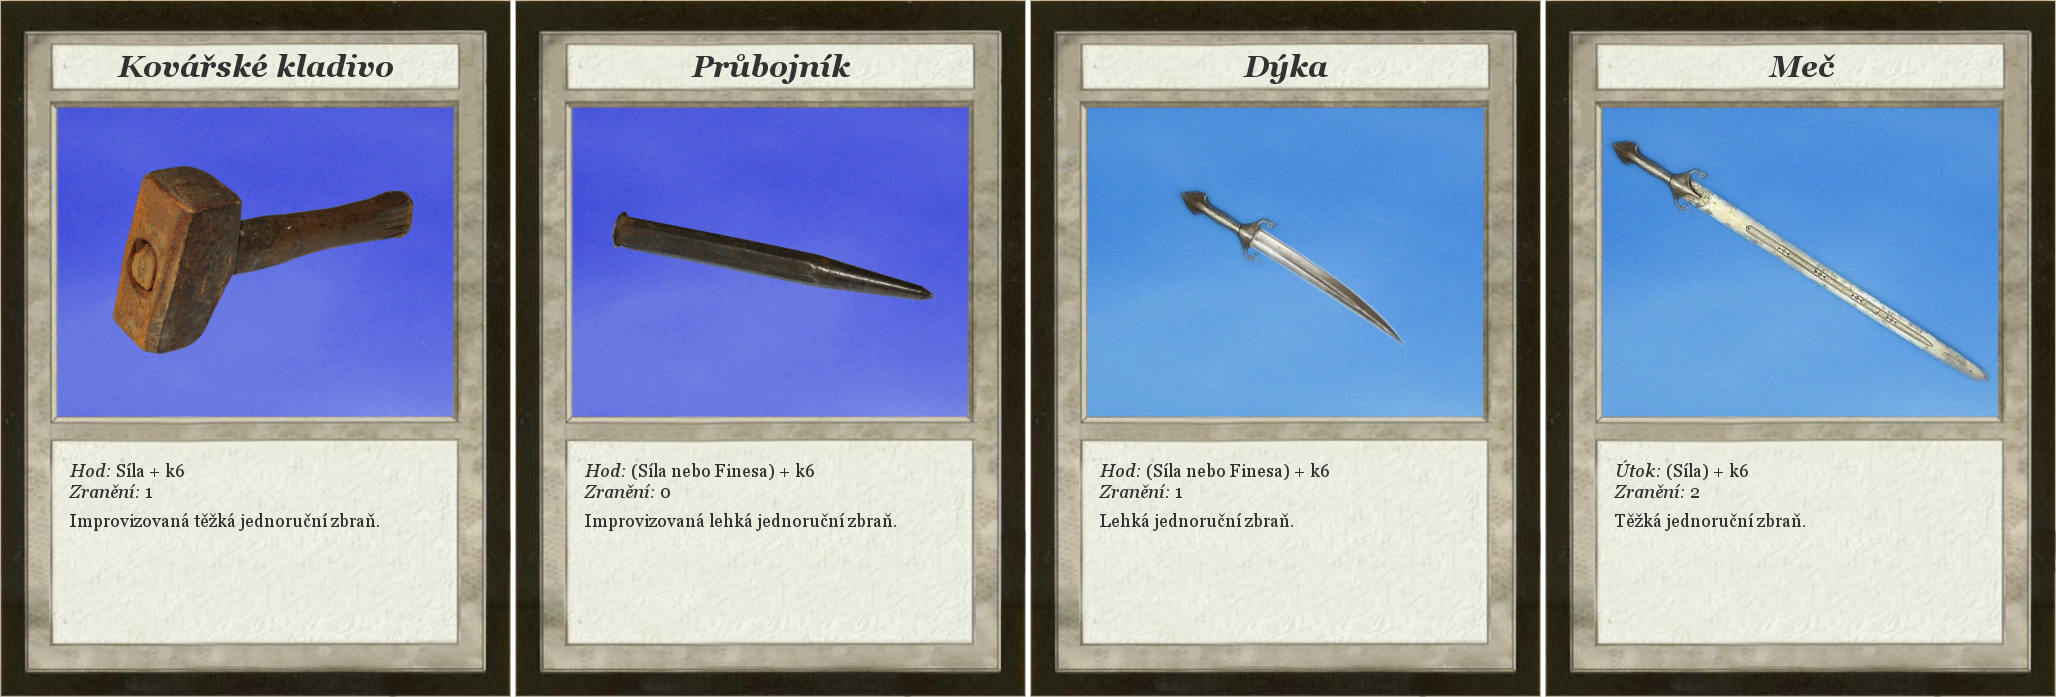 Kovářské kladivo
Hod: Síla + k6
Zranění: 1
Improvizovaná těžká jednoruční zbraň.
Průbojník
Hod: (Síla nebo Finesa) + k6
Zranění: 0
Improvizovaná lehká jednoruční zbraň.
Dýka
Hod: (Síla nebo Finesa) + k6
Zranění: 1
Lehká jednoruční zbraň.
Meč
Útok: (Síla) + k6
Zranění: 2
Těžká jednoruční zbraň.